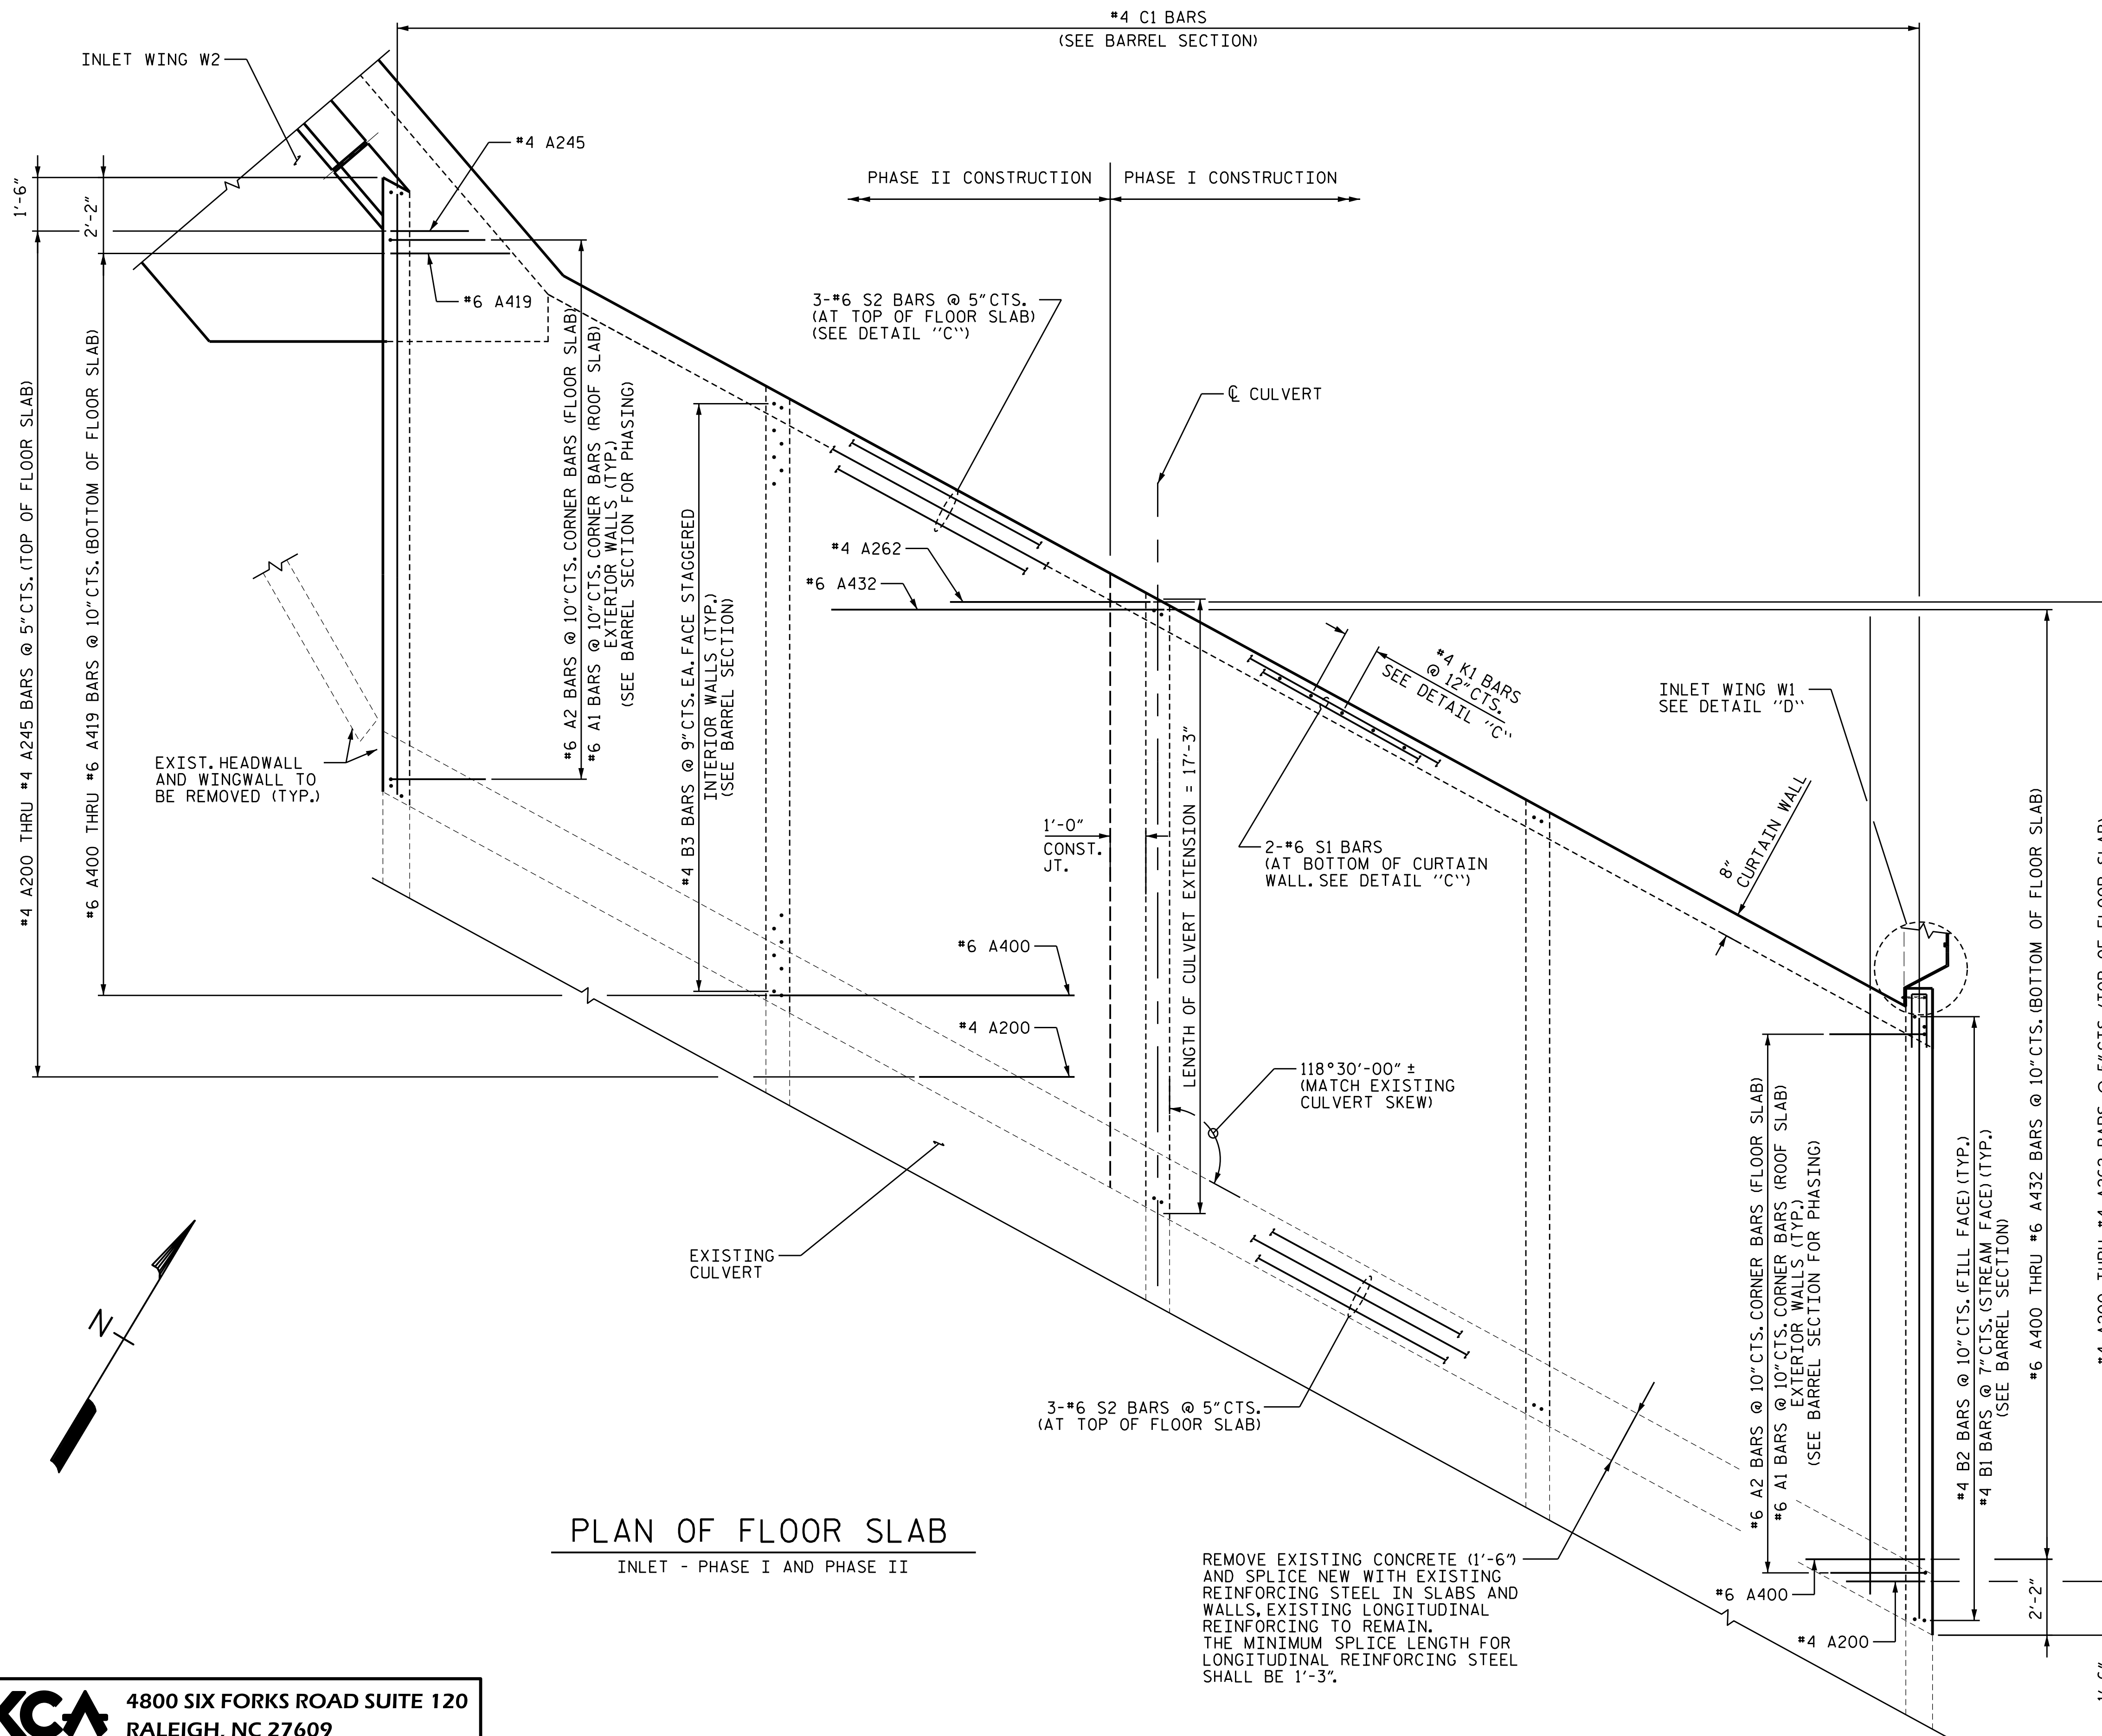 #4 C1 BARS
(SEE BARREL SECTION)
INLET WING W2
#4 A245
1'-6"
2'-2"
PHASE II CONSTRUCTION
PHASE I CONSTRUCTION
#6 A419
3-#6 S2 BARS @ 5"CTS.
(AT TOP OF FLOOR SLAB)
(SEE DETAIL ''C``)
℄ CULVERT
#4 A200 THRU #4 A245 BARS @ 5"CTS.(TOP OF FLOOR SLAB)
#6 A400 THRU #6 A419 BARS @ 10"CTS.(BOTTOM OF FLOOR SLAB)
#6 A2 BARS @ 10"CTS.CORNER BARS (FLOOR SLAB)
#6 A1 BARS @ 10"CTS.CORNER BARS (ROOF SLAB)
EXTERIOR WALLS (TYP.)
(SEE BARREL SECTION FOR PHASING)
#4 B3 BARS @ 9"CTS.EA.FACE STAGGERED
INTERIOR WALLS (TYP.)
(SEE BARREL SECTION)
#4 A262
#6 A432
#4 K1 BARS
@ 12"CTS.
SEE DETAIL ''C``
INLET WING W1
SEE DETAIL ''D``
EXIST.HEADWALL
AND WINGWALL TO
BE REMOVED (TYP.)
LENGTH OF CULVERT EXTENSION = 17'-3"
1'-0"
CONST.
JT.
2-#6 S1 BARS
(AT BOTTOM OF CURTAIN
WALL.SEE DETAIL ''C``)
8"
CURTAIN WALL
#6 A400
#4 A200
118°30'-00" ±
(MATCH EXISTING
CULVERT SKEW)
EXISTING
CULVERT
N
3-#6 S2 BARS @ 5"CTS.
(AT TOP OF FLOOR SLAB)
#6 A2 BARS @ 10"CTS.CORNER BARS (FLOOR SLAB)
#6 A1 BARS @ 10"CTS.CORNER BARS (ROOF SLAB)
EXTERIOR WALLS (TYP.)
(SEE BARREL SECTION FOR PHASING)
#4 B2 BARS @ 10"CTS.(FILL FACE)(TYP.)
#4 B1 BARS @ 7"CTS.(STREAM FACE)(TYP.)
(SEE BARREL SECTION)
#6 A400 THRU #6 A432 BARS @ 10"CTS.(BOTTOM OF FLOOR SLAB)
#4 A200 THRU #4 A262 BARS @ 5"CTS.(TOP OF FLOOR SLAB)
2'-2"
1'-6"
#6 A400
#4 A200
REMOVE EXISTING CONCRETE (1'-6")
AND SPLICE NEW WITH EXISTING
REINFORCING STEEL IN SLABS AND
WALLS,EXISTING LONGITUDINAL
REINFORCING TO REMAIN.
THE MINIMUM SPLICE LENGTH FOR
LONGITUDINAL REINFORCING STEEL
SHALL BE 1'-3".
PLAN OF FLOOR SLAB
INLET - PHASE I AND PHASE II
KCA
4800 SIX FORKS ROAD SUITE 120
RALEIGH, NC 27609